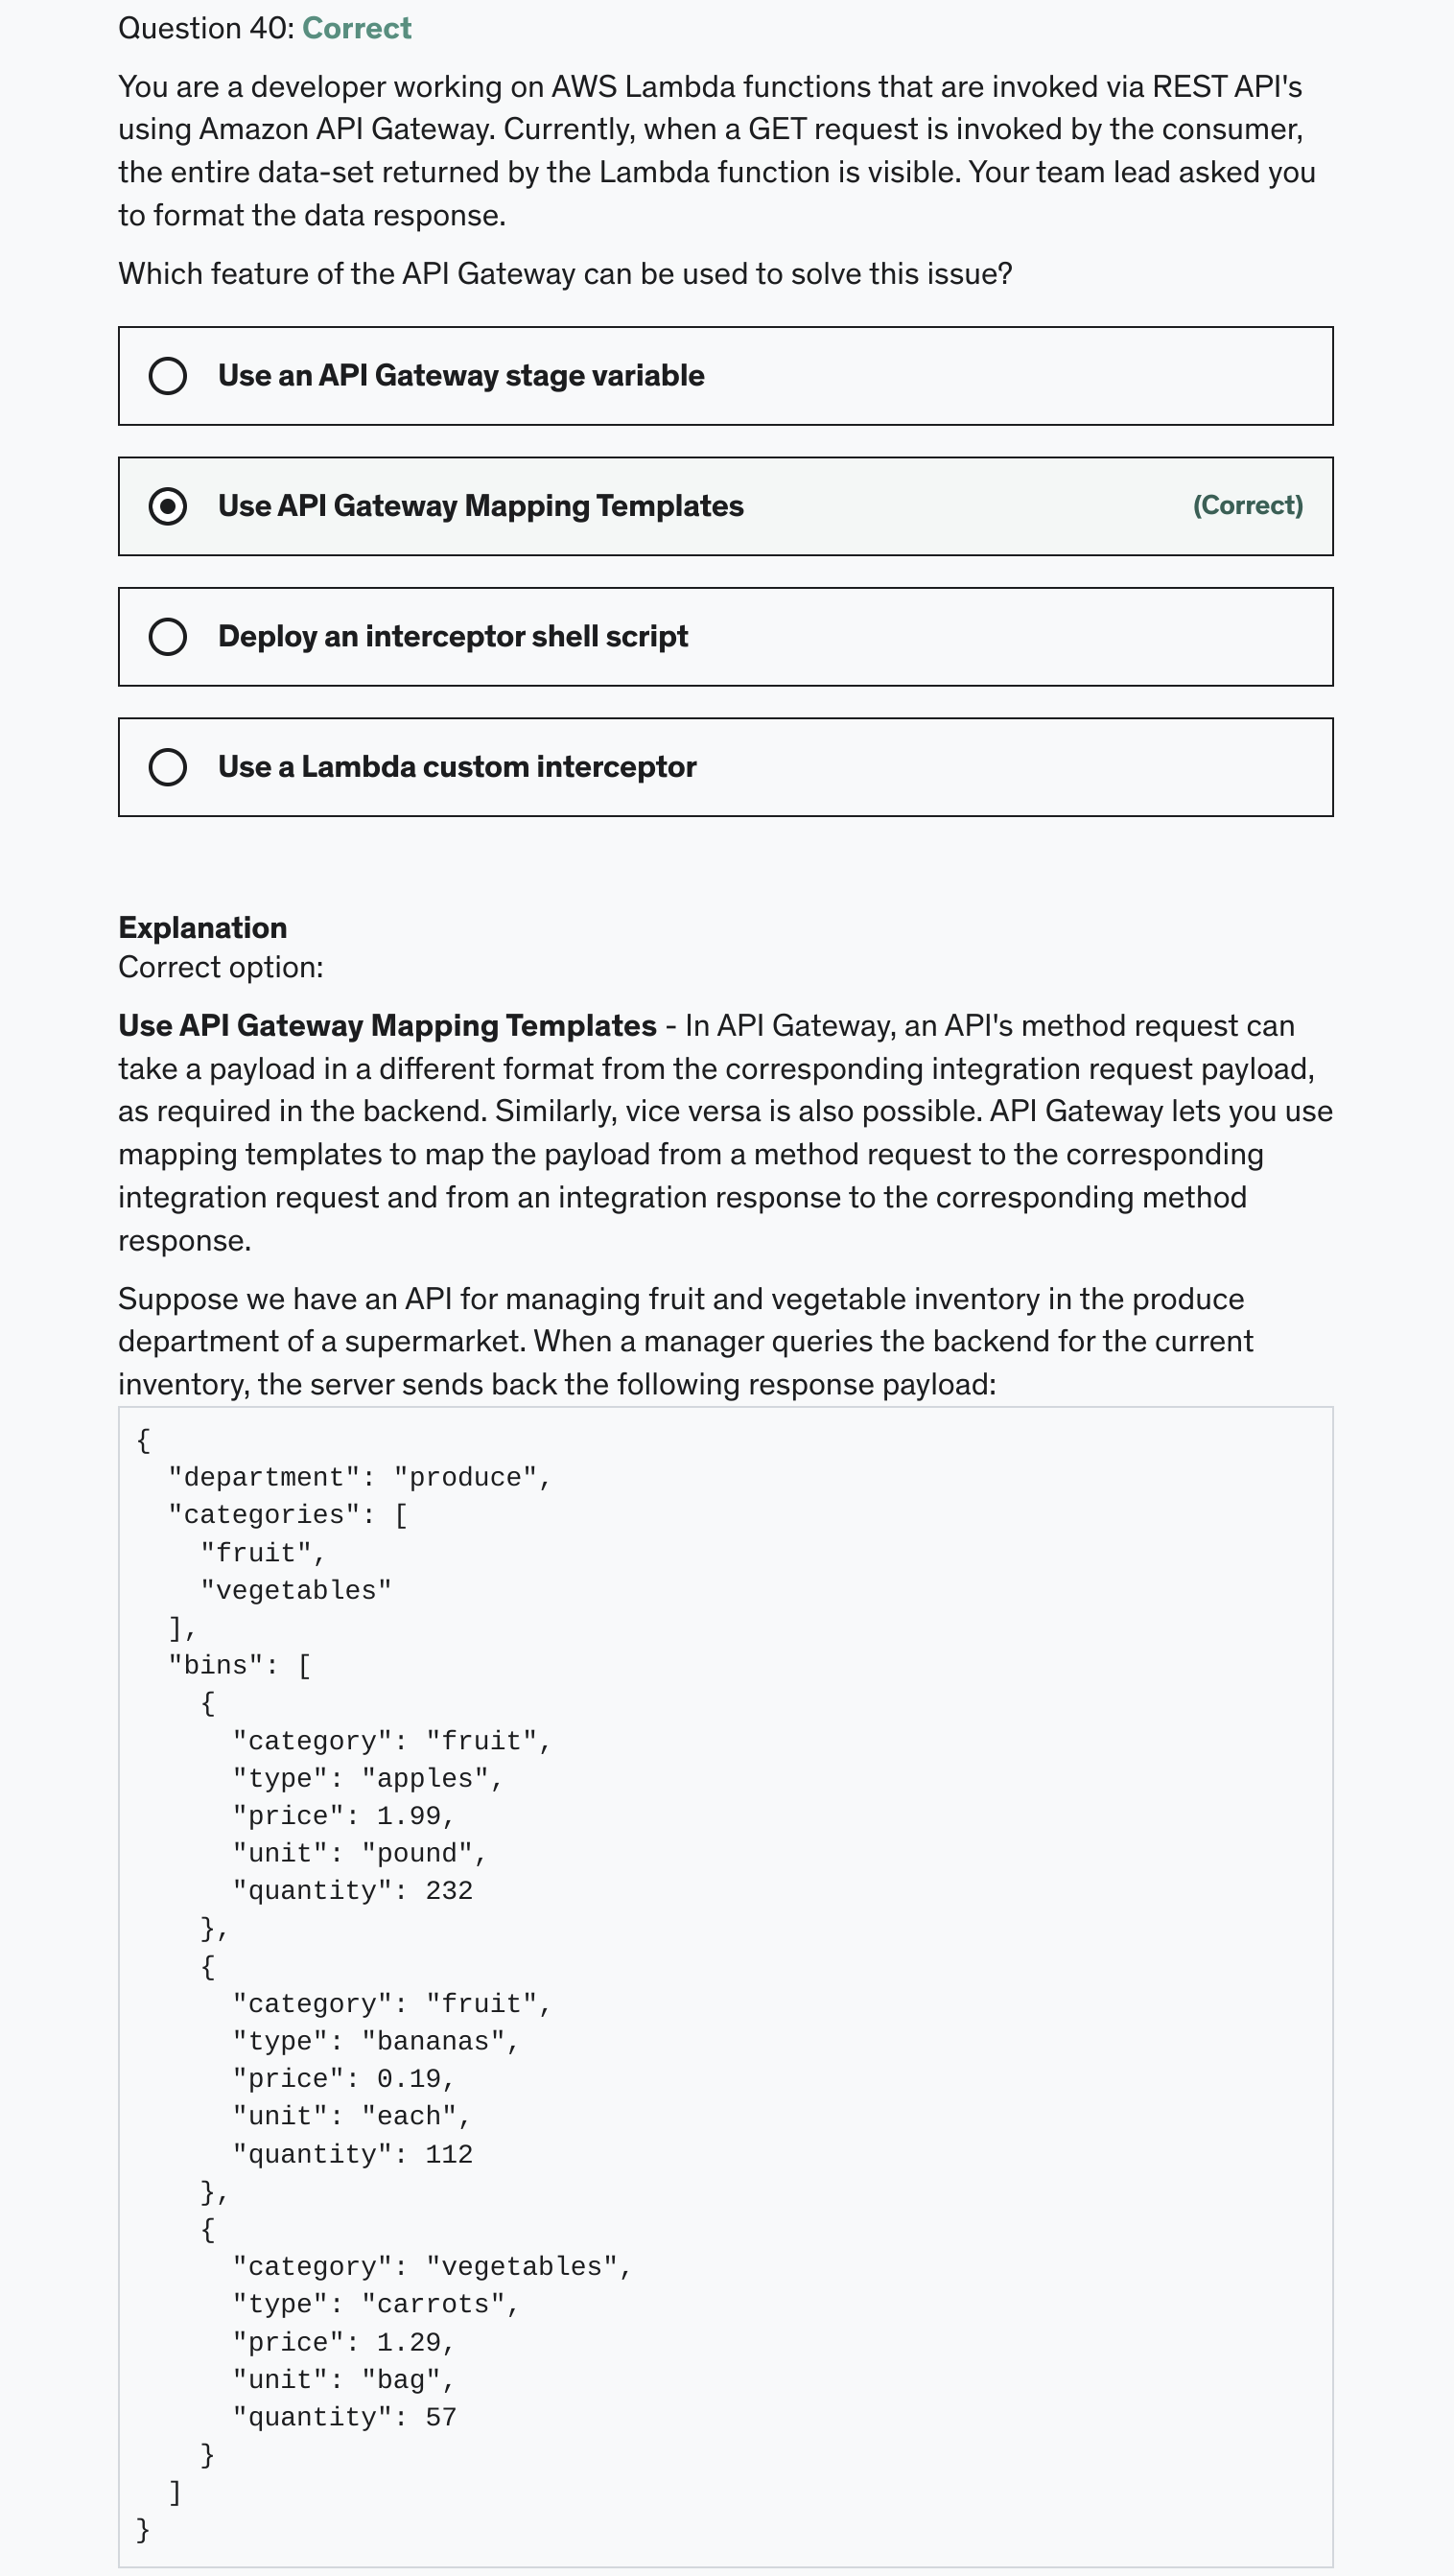 Question 40: Correct
You are a developer working on AWS Lambda functions that are invoked via REST API's
using Amazon API Gateway. Currently, when a GET request is invoked by the consumer,
the entire data-set returned by the Lambda function is visible. Your team lead asked you
to format the data response.
Which feature of the API Gateway can be used to solve this issue?
Use an API Gateway stage variable
Use API Gateway Mapping Templates (Correct)
Deploy an interceptor shell script
Use a Lambda custom interceptor
Explanation
Correct option:
Use API Gateway Mapping Templates - In API Gateway, an API's method request can
take a payload in a different format from the corresponding integration request payload,
as required in the backend. Similarly, vice versa is also possible. API Gateway lets you use
mapping templates to map the payload from a method request to the corresponding
integration request and from an integration response to the corresponding method
response.
Suppose we have an API for managing fruit and vegetable inventory in the produce
department of a supermarket. When a manager queries the backend for the current
inventory, the server sends back the following response payload:
{
  "department": "produce",
  "categories": [
    "fruit",
    "vegetables"
  ],
  "bins": [
    {
      "category": "fruit",
      "type": "apples",
      "price": 1.99,
      "unit": "pound",
      "quantity": 232
    },
    {
      "category": "fruit",
      "type": "bananas",
      "price": 0.19,
      "unit": "each",
      "quantity": 112
    },
    {
      "category": "vegetables",
      "type": "carrots",
      "price": 1.29,
      "unit": "bag",
      "quantity": 57
    }
  ]
}